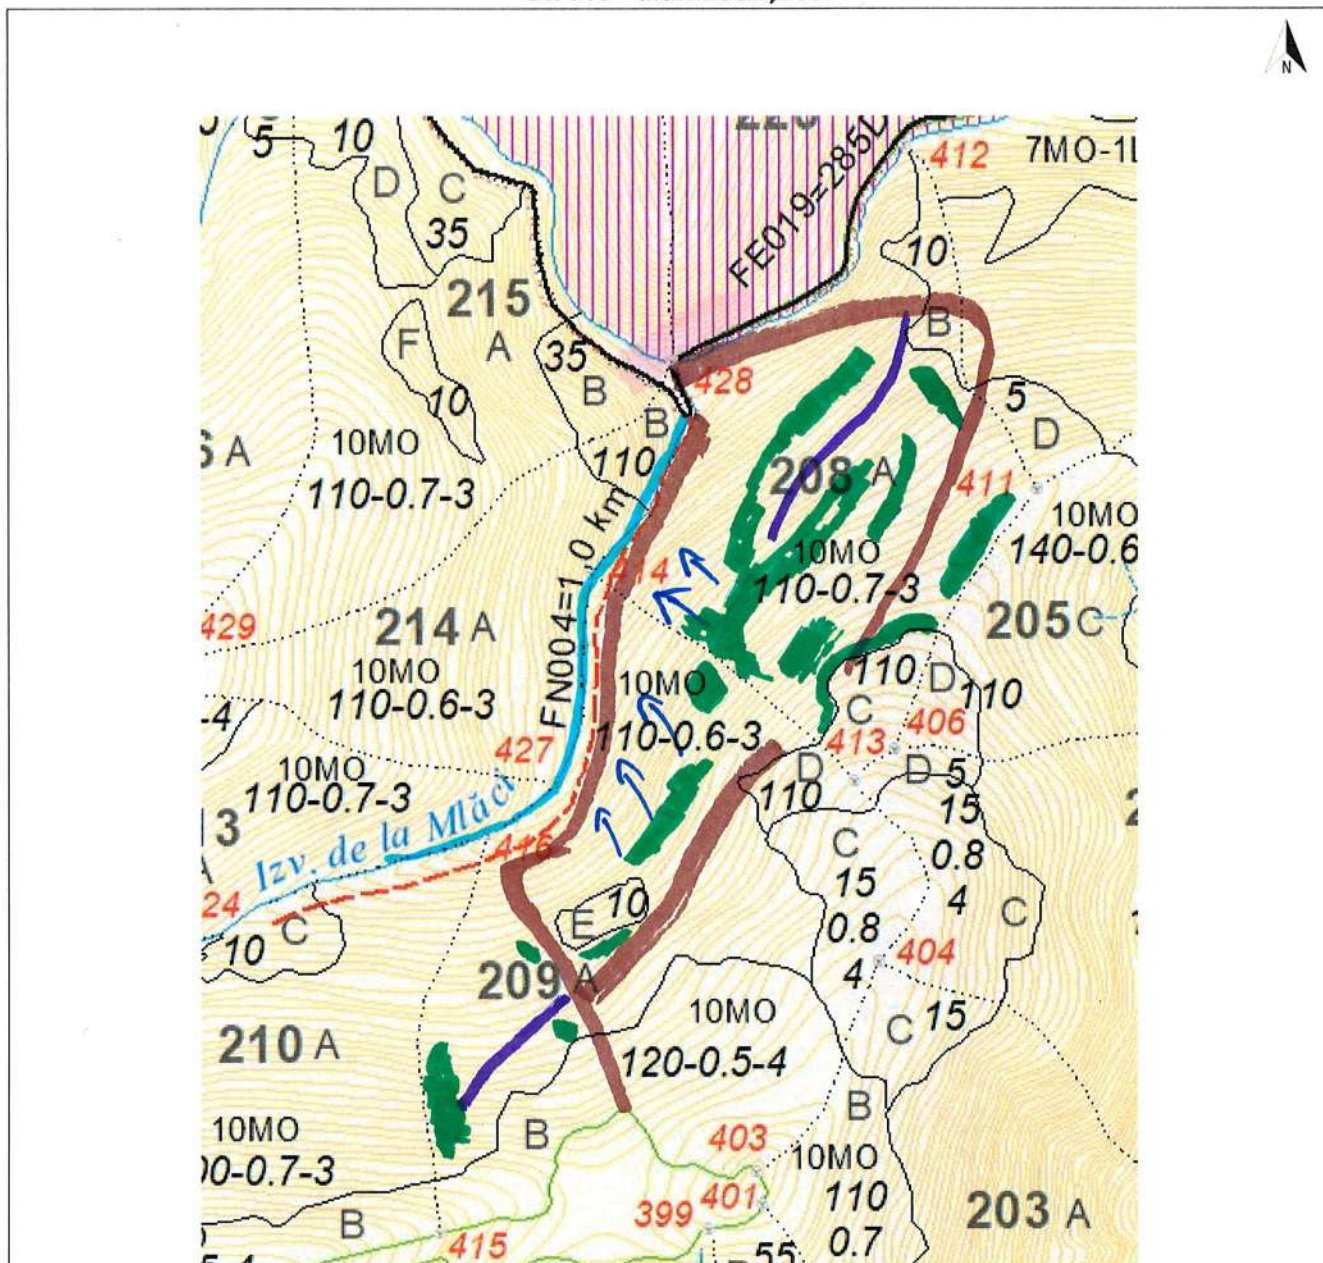 N
5
10
D
C
35
412
7MO-1
FE019=285
10
215
A
F
10
35
B
B
110
428
B
5
D
10MO
110-0.7-3
A
208 A
411
10MO
140-0.6
10MO
110-0.7-3
FN004=1,0 km
429
214 A
10MO
110-0.6-3
205 C
10MO
110-0.6-3
110
D
110
C
406
413
-4
427
10MO
110-0.7-3
D
110
D
5
15
0.8
4
C
15
0.8
4
C
Izv. de la Mlăci
416
24
C
10
E
10
404
209 A
C
15
210 A
10MO
120-0.5-4
10MO
00-0.7-3
B
B
403
10MO
110
0.7
401
399
203 A
B
415
55